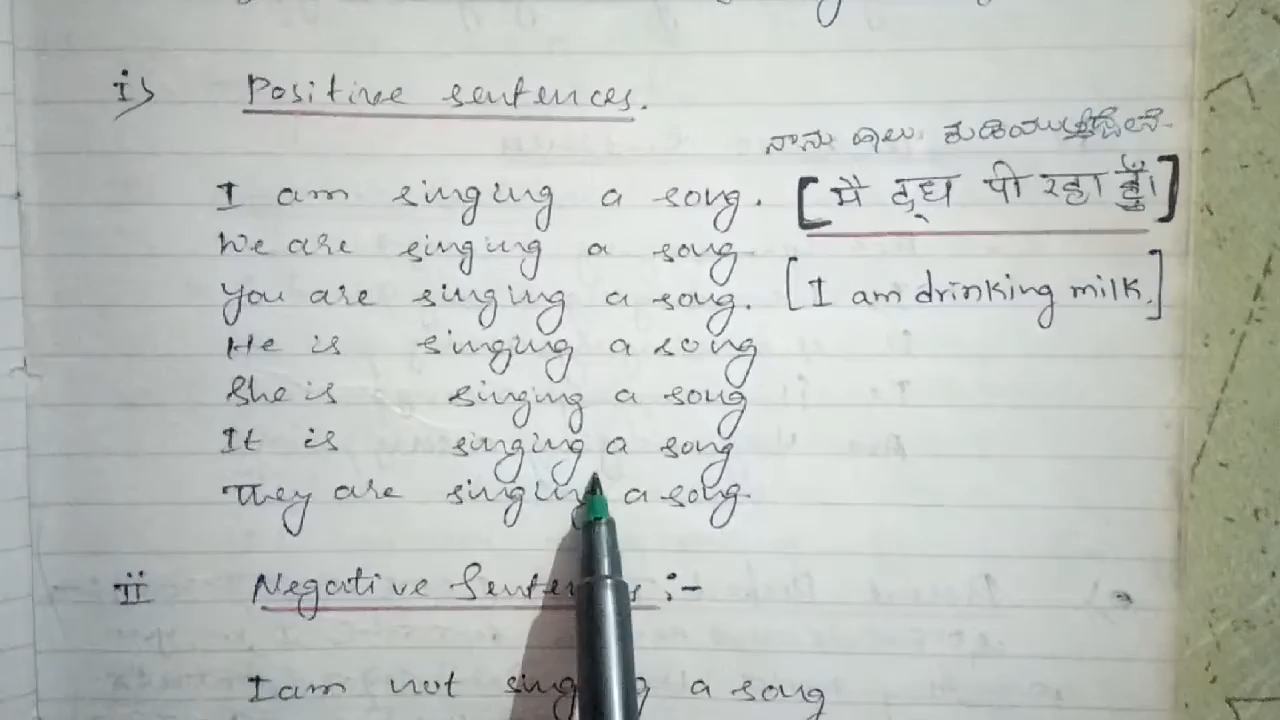 i) Positive sentences.
ನಾನು ಹಾಲು ಕುಡಿಯುತ್ತಿದ್ದೇನೆ.
I am singing a song. [मै दूध पी रहा हूँ।]
We are singing a song.
You are singing a song. [I am drinking milk.]
He is singing a song
She is singing a song
It is singing a song
They are singing a song.
ii Negative Sentences :-
I am not singing a song